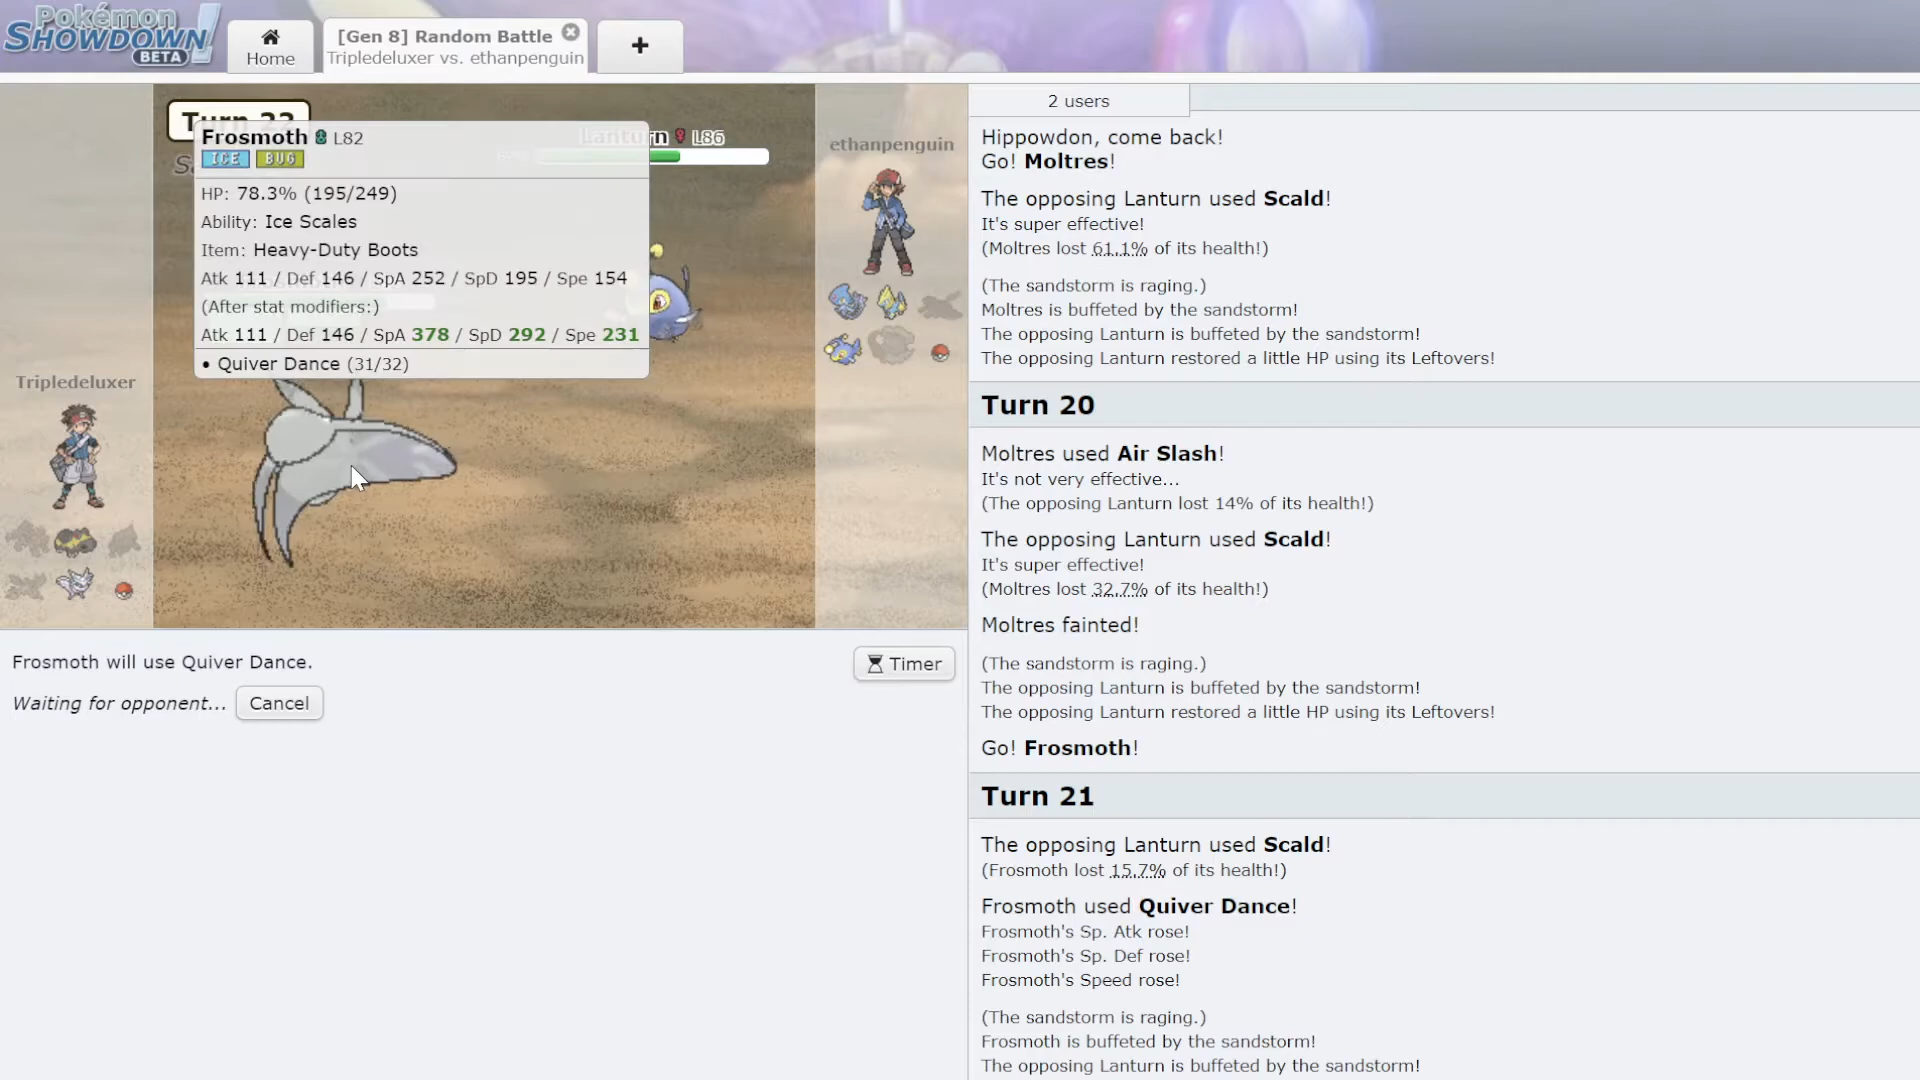 Pokémon
SHOWDOWN!
BETA
Home
[Gen 8] Random Battle
Tripledeluxer vs. ethanpenguin
+
Turn 22
Frosmoth L82
ICE BUG
HP: 78.3% (195/249)
Ability: Ice Scales
Item: Heavy-Duty Boots
Atk 111 / Def 146 / SpA 252 / SpD 195 / Spe 154
(After stat modifiers:)
Atk 111 / Def 146 / SpA 378 / SpD 292 / Spe 231
• Quiver Dance (31/32)
Lanturn L86
ethanpenguin
Tripledeluxer
Frosmoth will use Quiver Dance.
Timer
Waiting for opponent... Cancel
2 users
Hippowdon, come back!
Go! Moltres!
The opposing Lanturn used Scald!
It's super effective!
(Moltres lost 61.1% of its health!)
(The sandstorm is raging.)
Moltres is buffeted by the sandstorm!
The opposing Lanturn is buffeted by the sandstorm!
The opposing Lanturn restored a little HP using its Leftovers!
Turn 20
Moltres used Air Slash!
It's not very effective...
(The opposing Lanturn lost 14% of its health!)
The opposing Lanturn used Scald!
It's super effective!
(Moltres lost 32.7% of its health!)
Moltres fainted!
(The sandstorm is raging.)
The opposing Lanturn is buffeted by the sandstorm!
The opposing Lanturn restored a little HP using its Leftovers!
Go! Frosmoth!
Turn 21
The opposing Lanturn used Scald!
(Frosmoth lost 15.7% of its health!)
Frosmoth used Quiver Dance!
Frosmoth's Sp. Atk rose!
Frosmoth's Sp. Def rose!
Frosmoth's Speed rose!
(The sandstorm is raging.)
Frosmoth is buffeted by the sandstorm!
The opposing Lanturn is buffeted by the sandstorm!